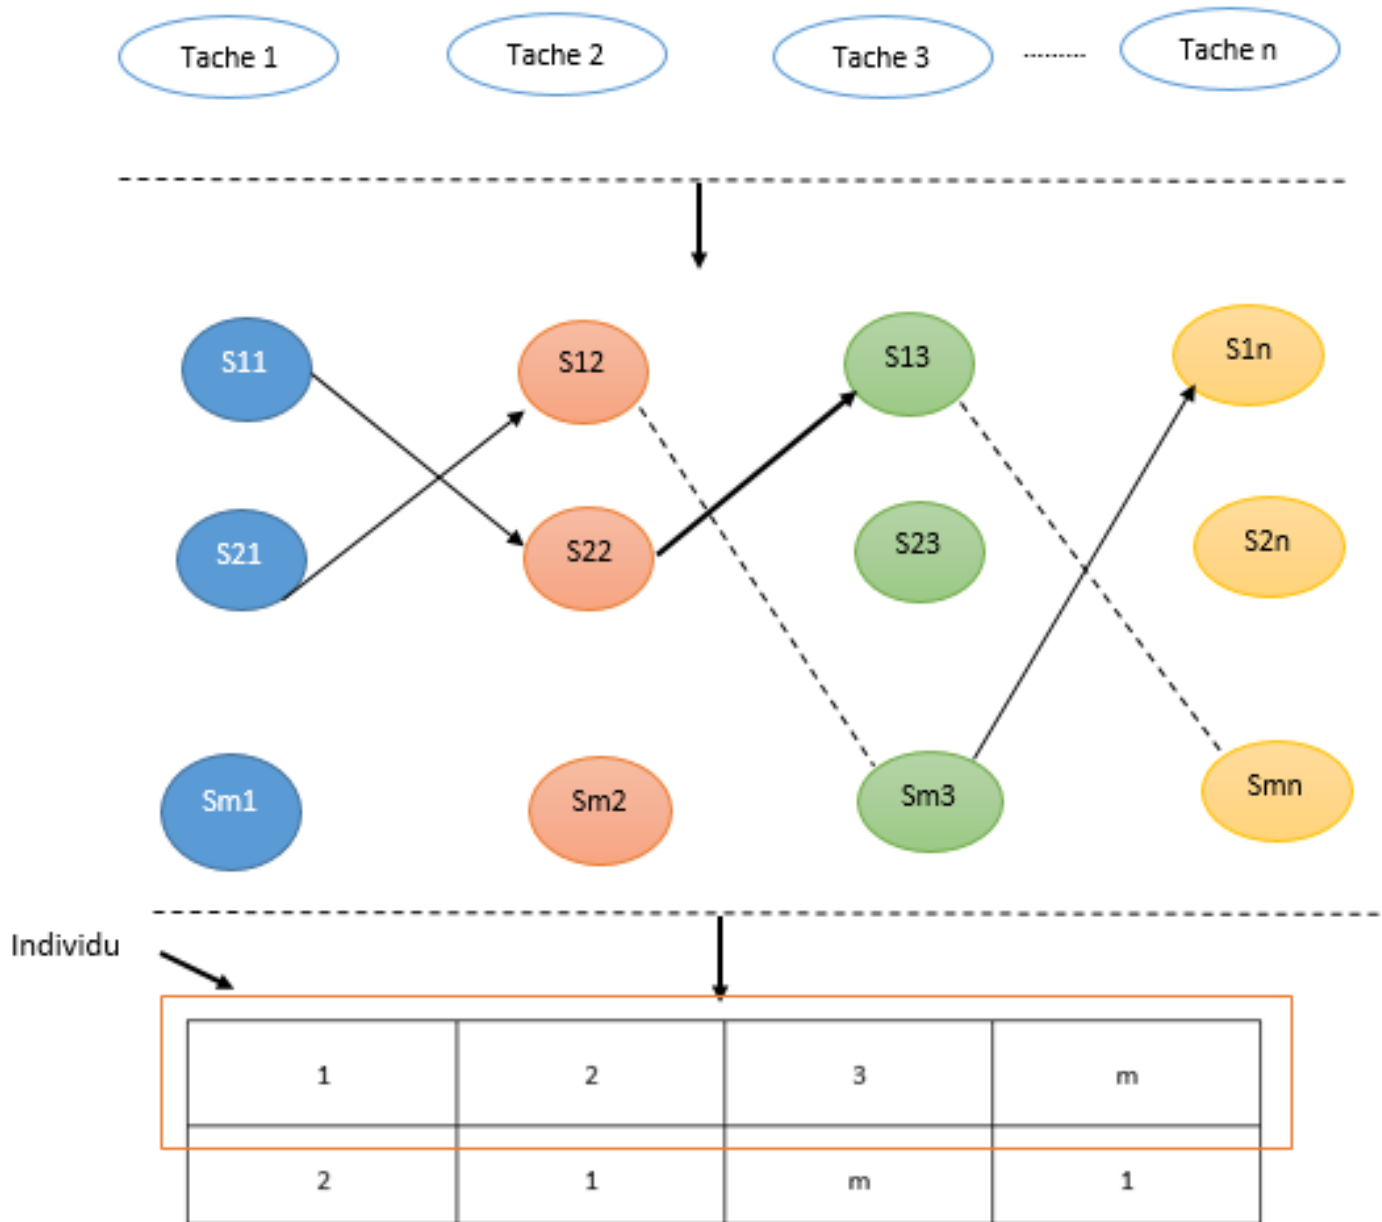 Tache 1 Tache 2 Tache 3 Tache n
S11 S12 S13 S1n
S21 S22 S23 S2n
Sm1 Sm2 Sm3 Smn
Individu
1 2 3 m
2 1 m 1